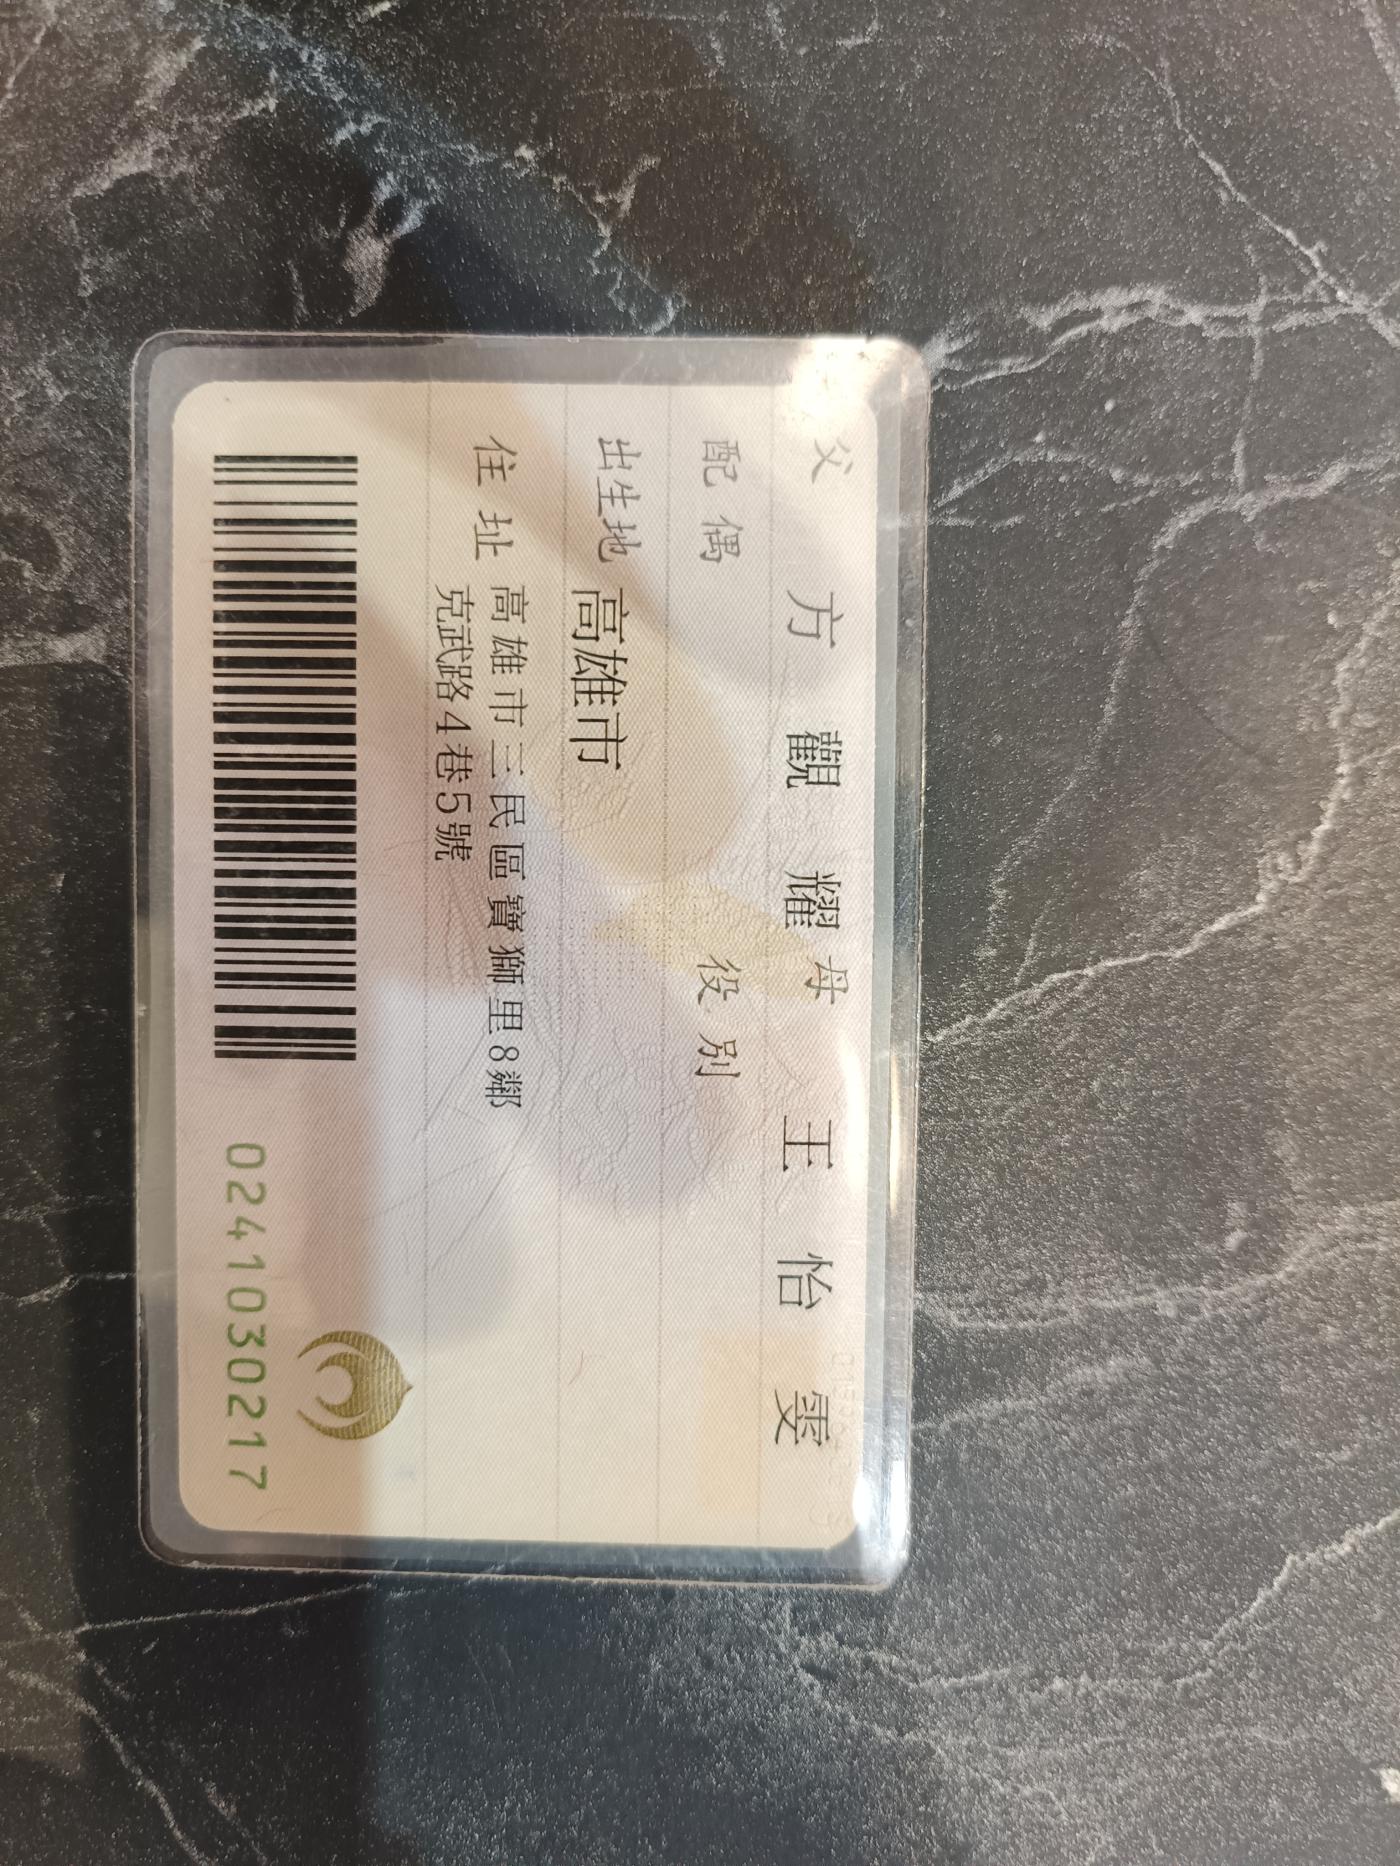 父 方觀耀 母 王怡雯
配偶 役別
出生地 高雄市
住址 高雄市三民區寶獅里8鄰
克武路4巷5號
0241030217